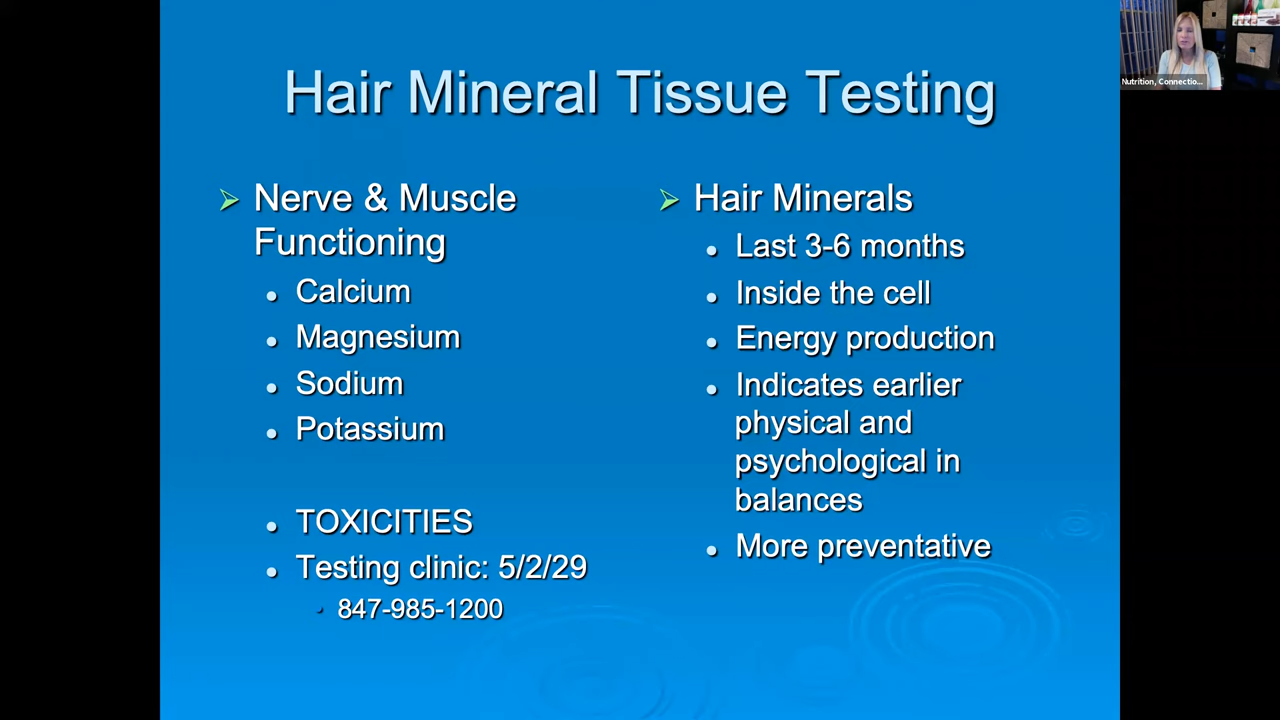 Hair Mineral Tissue Testing
Nerve & Muscle
Functioning
Calcium
Magnesium
Sodium
Potassium
TOXICITIES
Testing clinic: 5/2/29
847-985-1200
Hair Minerals
Last 3-6 months
Inside the cell
Energy production
Indicates earlier
physical and
psychological in
balances
More preventative
Nutrition, Connectio...